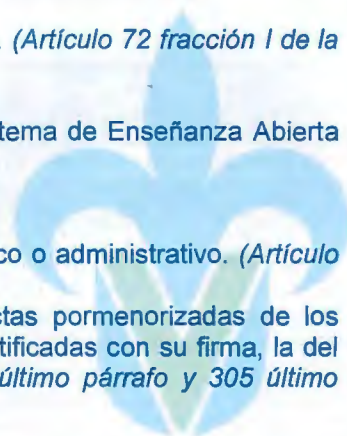 . (Artículo 72 fracción I de la
tema de Enseñanza Abierta
co o administrativo. (Artículo
ctas pormenorizadas de los
tificadas con su firma, la del
último párrafo y 305 último